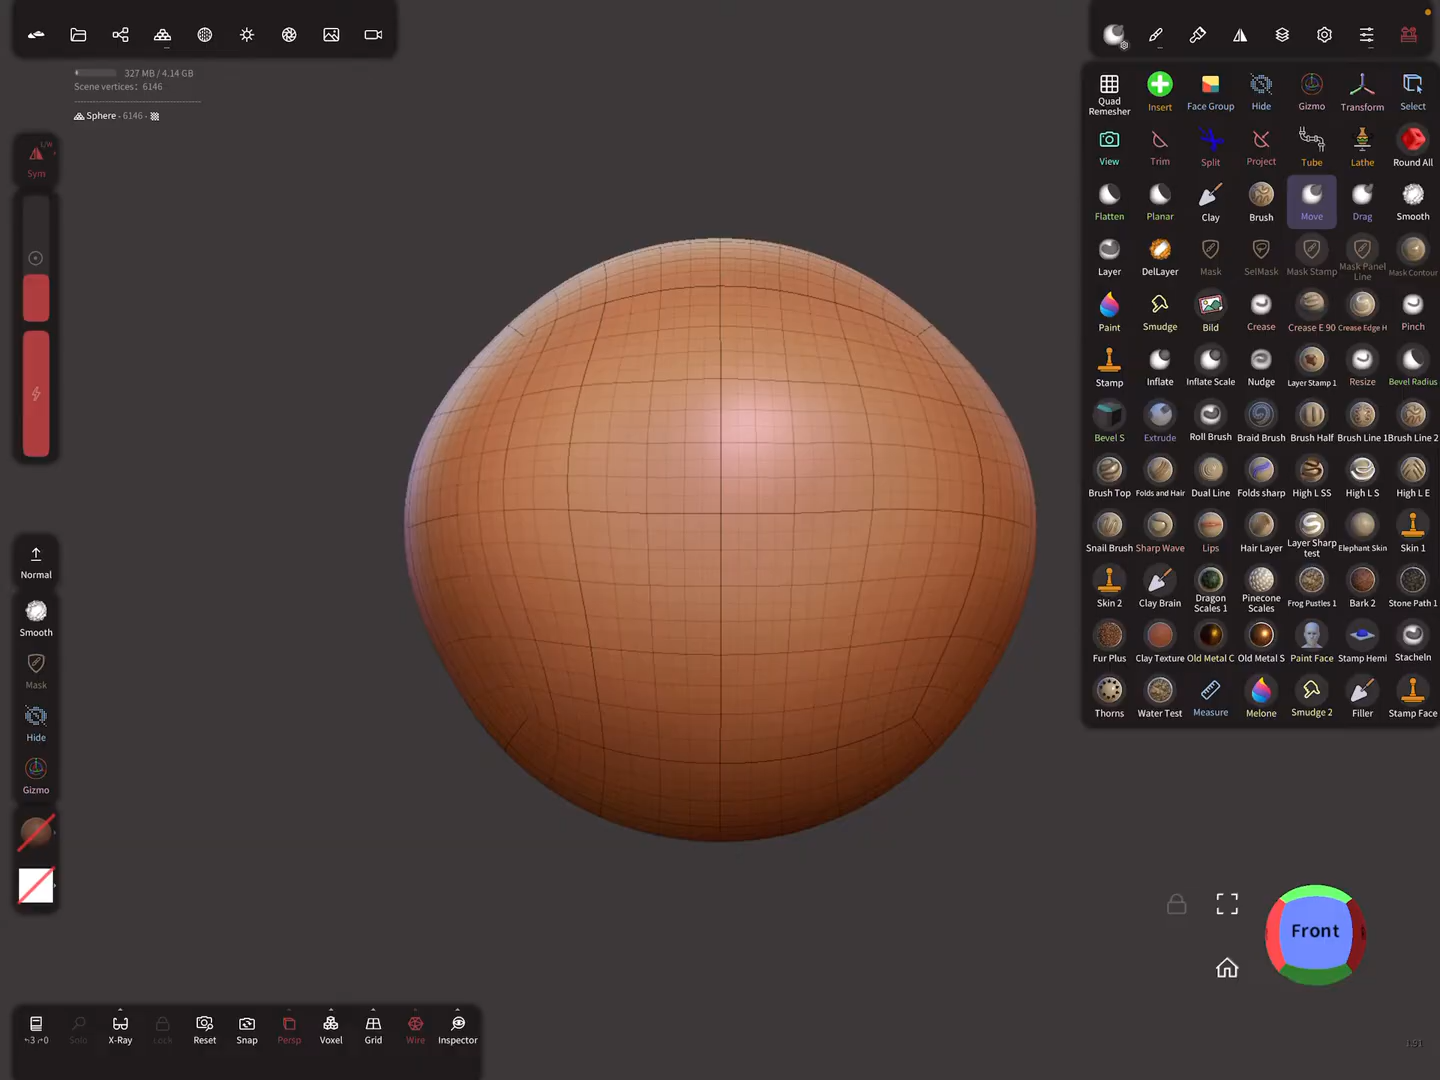 327 MB / 4.14 GB
Scene vertices: 6146
Sphere - 6146 -
L/W
Sym
Normal
Smooth
Mask
Hide
Gizmo
Quad Remesher
Insert
Face Group
Hide
Gizmo
Transform
Select
View
Trim
Split
Project
Tube
Lathe
Round All
Flatten
Planar
Clay
Brush
Move
Drag
Smooth
Layer
DelLayer
Mask
SelMask
Mask Stamp
Mask Panel Line
Mask Contour
Paint
Smudge
Bild
Crease
Crease E 90
Crease Edge H
Pinch
Stamp
Inflate
Inflate Scale
Nudge
Layer Stamp 1
Resize
Bevel Radius
Bevel S
Extrude
Roll Brush
Braid Brush
Brush Half
Brush Line 1
Brush Line 2
Brush Top
Folds and Hair
Dual Line
Folds sharp
High L SS
High L S
High L E
Snail Brush
Sharp Wave
Lips
Hair Layer
Layer Sharp test
Elephant Skin
Skin 1
Skin 2
Clay Brain
Dragon Scales 1
Pinecone Scales
Frog Pustles 1
Bark 2
Stone Path 1
Fur Plus
Clay Texture
Old Metal C
Old Metal S
Paint Face
Stamp Hemi
Stacheln
Thorns
Water Test
Measure
Melone
Smudge 2
Filler
Stamp Face
Front
3 0
Solo
X-Ray
Lock
Reset
Snap
Persp
Voxel
Grid
Wire
Inspector
1.91